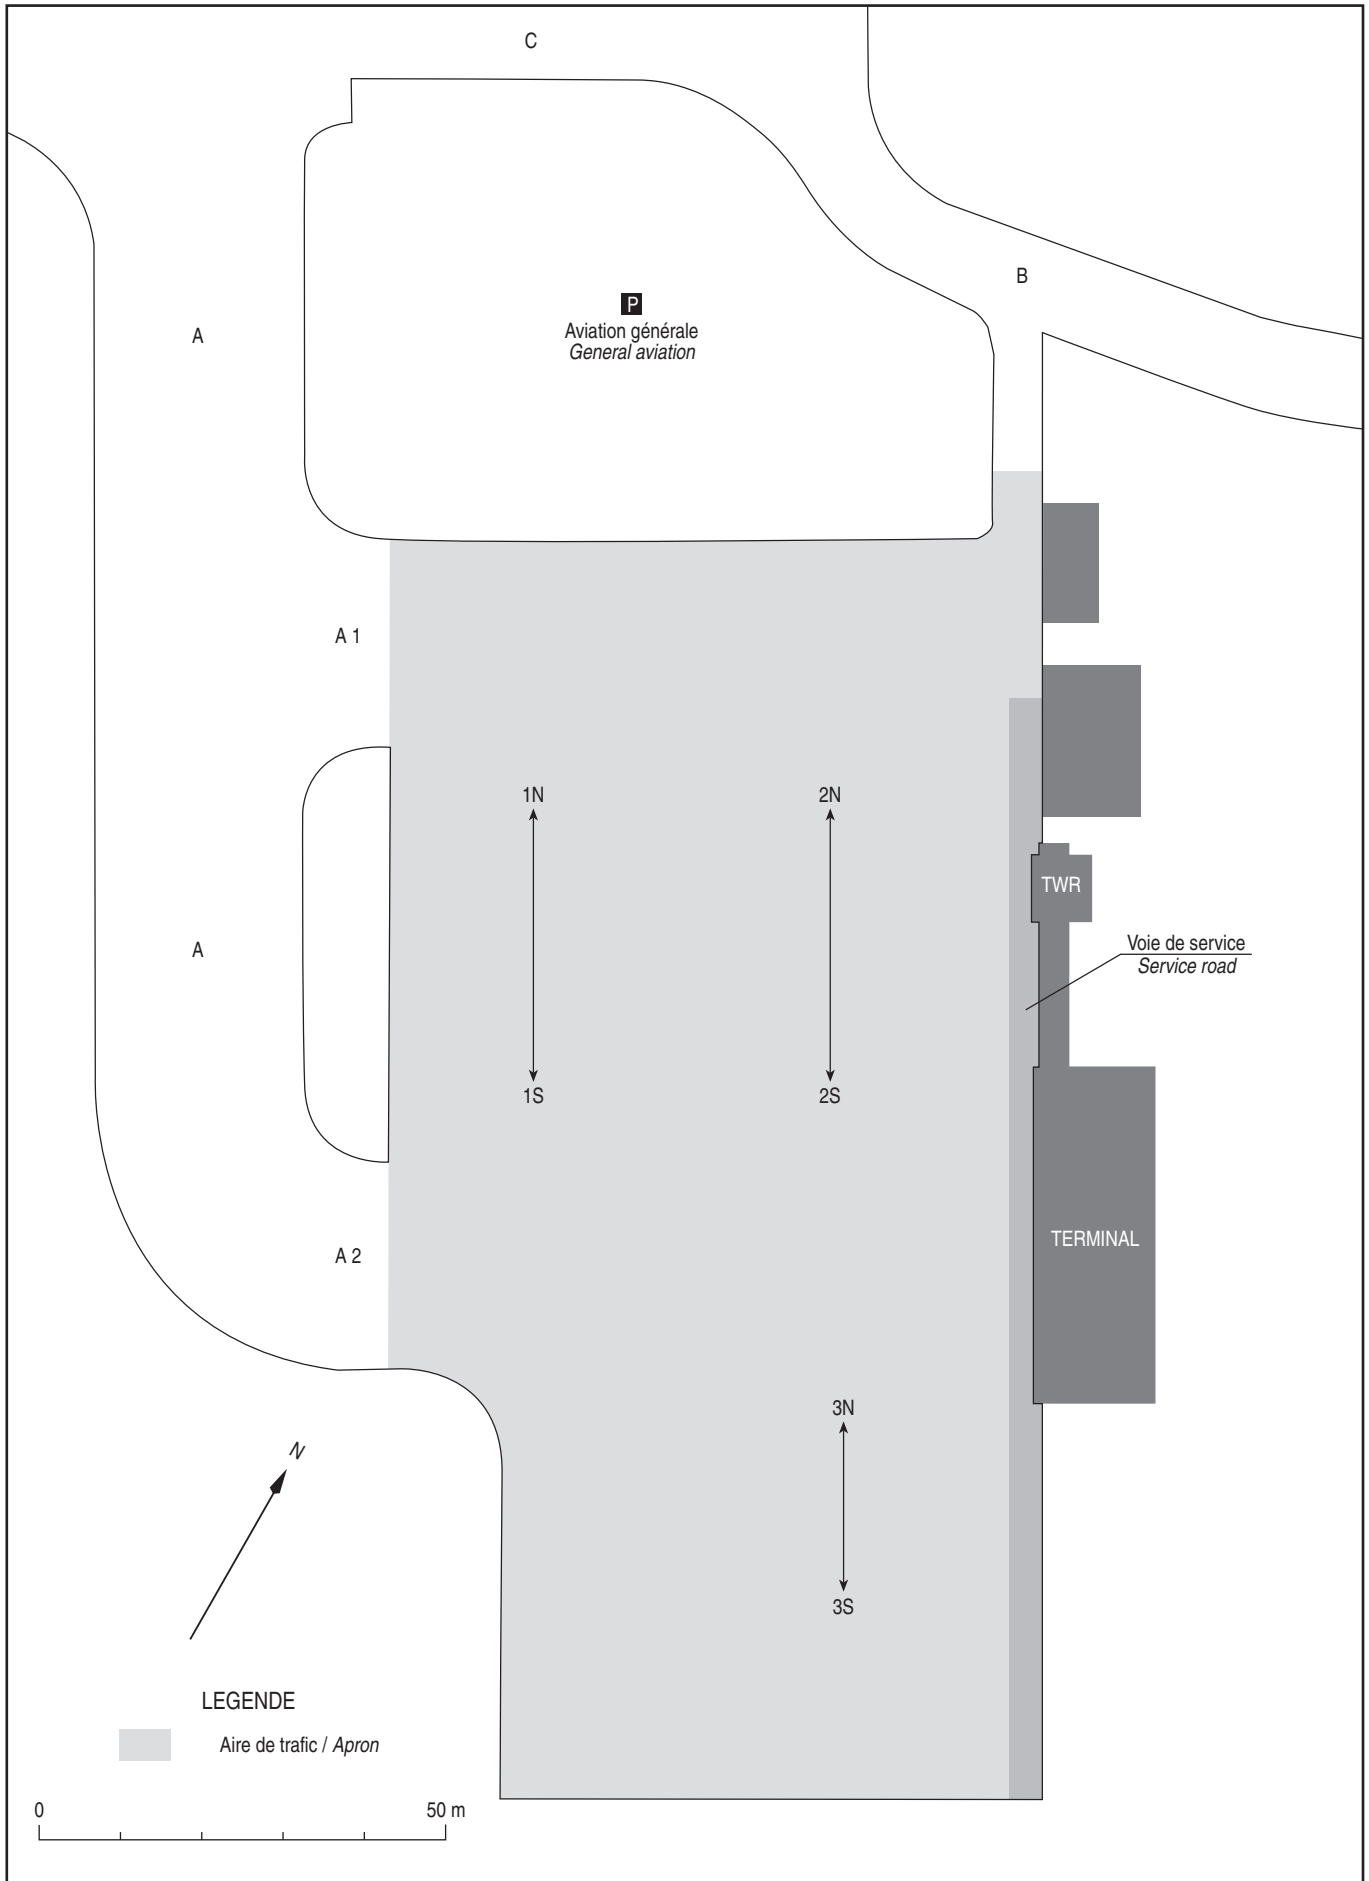 C
B
P
Aviation générale
General aviation
A
A 1
1N
2N
TWR
Voie de service
Service road
A
1S
2S
TERMINAL
A 2
3N
N
3S
LEGENDE
Aire de trafic / Apron
0 50 m